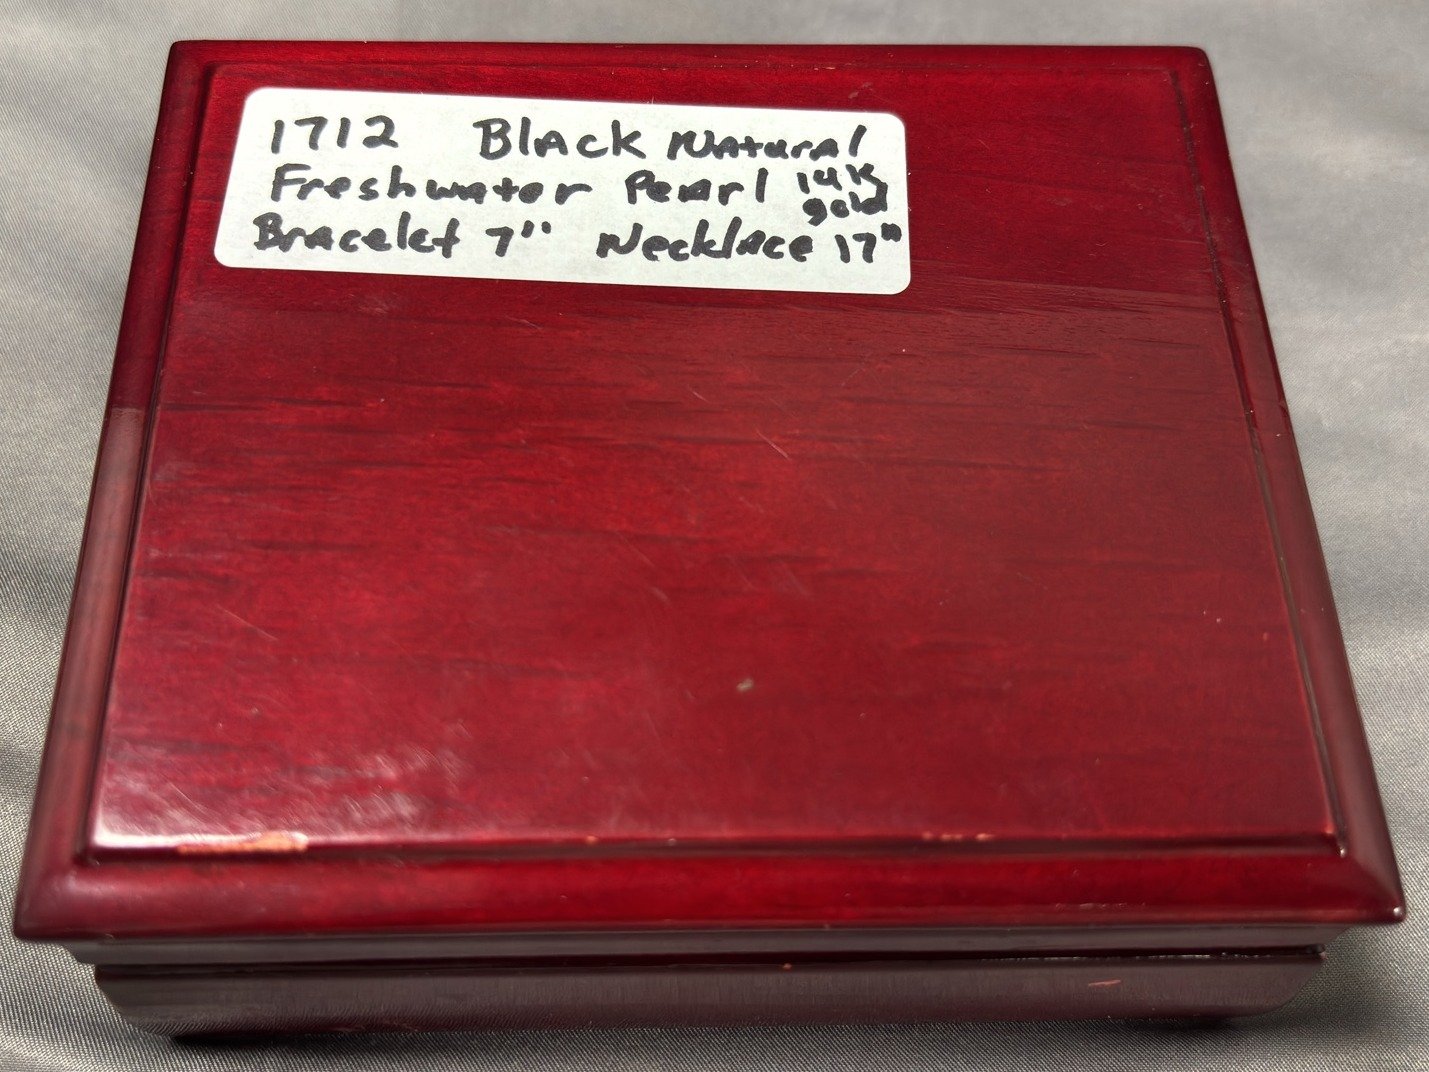 1712 Black Natural
Freshwater Pearl 14K gold
Bracelet 7" Necklace 17"